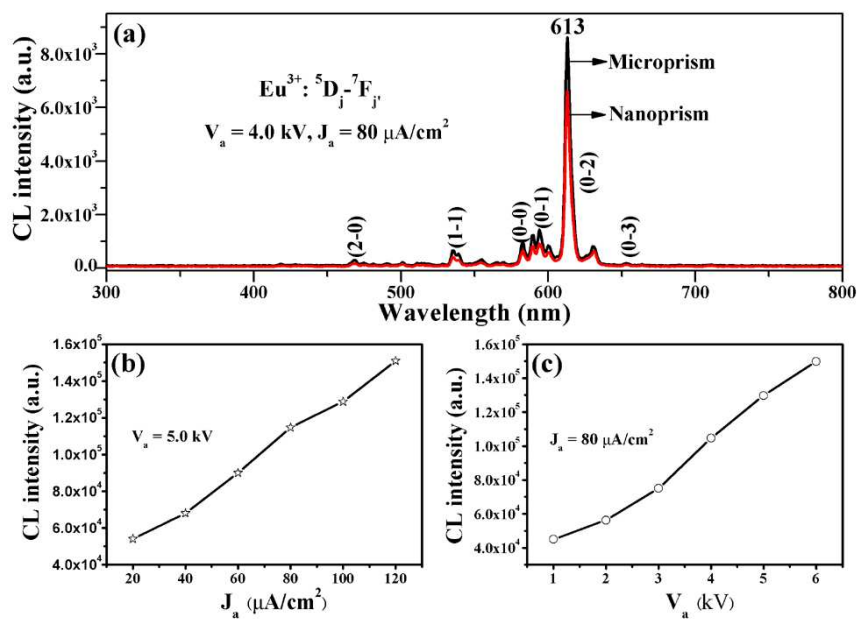 (a)
613
Microprism
Nanoprism
Eu³⁺: ⁵Dⱼ-⁷Fⱼ'
Vₐ = 4.0 kV, Jₐ = 80 μA/cm²
(2-0)
(1-1)
(0-0)
(0-1)
(0-2)
(0-3)
CL intensity (a.u.)
8.0x10³
6.0x10³
4.0x10³
2.0x10³
0.0
300 400 500 600 700 800
Wavelength (nm)
(b)
Vₐ = 5.0 kV
CL intensity (a.u.)
1.6x10⁵
1.4x10⁵
1.2x10⁵
1.0x10⁵
8.0x10⁴
6.0x10⁴
4.0x10⁴
20 40 60 80 100 120
Jₐ (μA/cm²)
(c)
Jₐ = 80 μA/cm²
CL intensity (a.u.)
1.6x10⁵
1.4x10⁵
1.2x10⁵
1.0x10⁵
8.0x10⁴
6.0x10⁴
4.0x10⁴
1 2 3 4 5 6
Vₐ (kV)